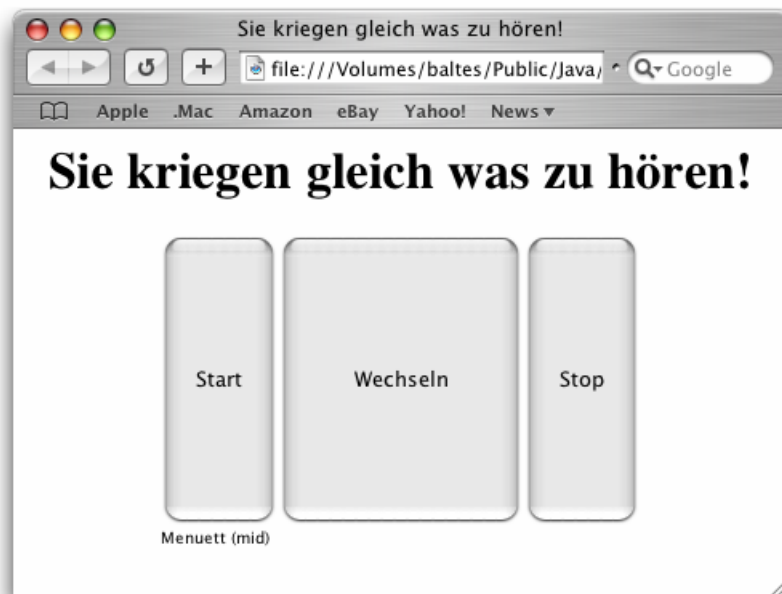 Sie kriegen gleich was zu hören!
file:///Volumes/baltes/Public/Java/ Google
Apple .Mac Amazon eBay Yahoo! News
Sie kriegen gleich was zu hören!
Start Wechseln Stop
Menuett (mid)